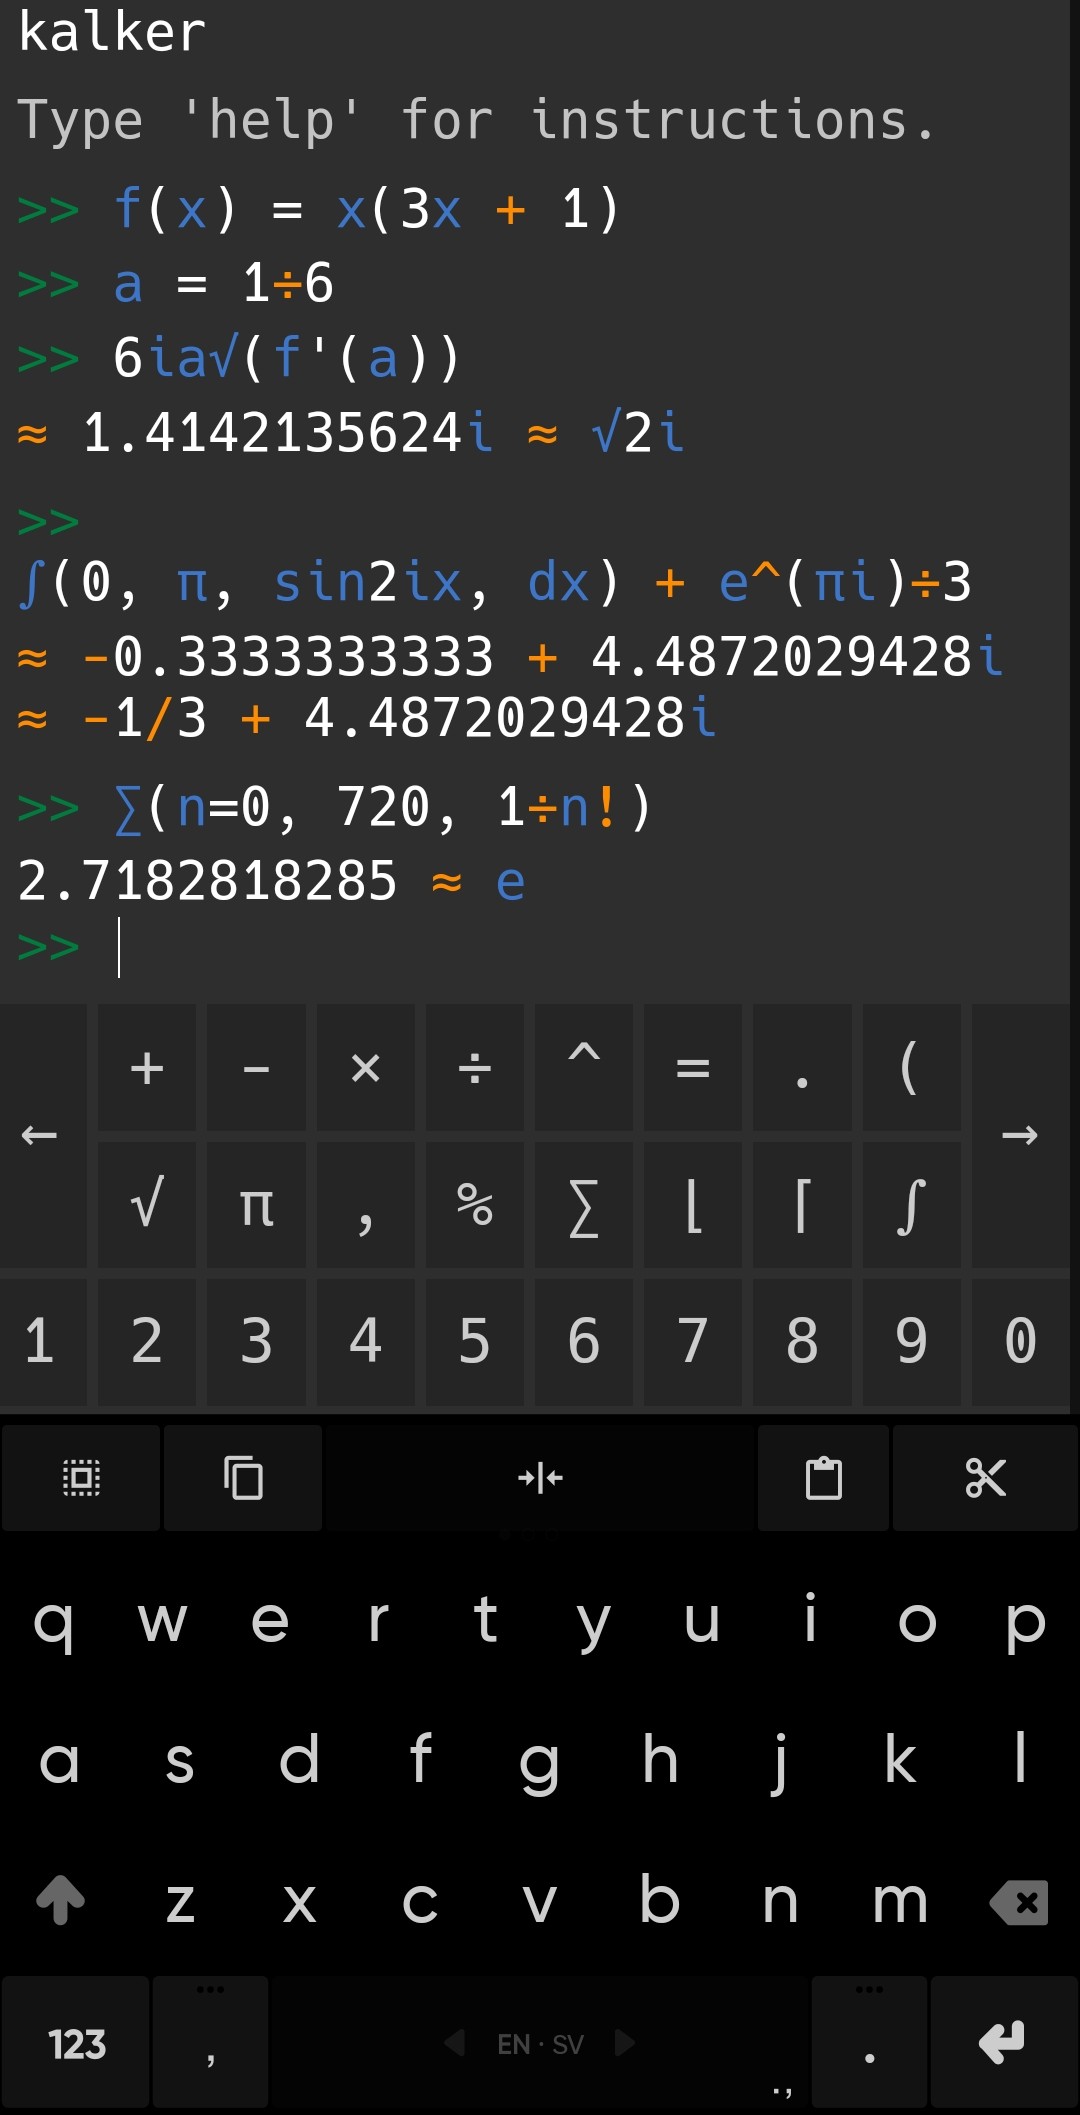 kalker
Type 'help' for instructions.
>> f(x) = x(3x + 1)
>> a = 1÷6
>> 6ia√(f'(a))
≈ 1.4142135624i ≈ √2i
>>
∫(0, π, sin2ix, dx) + e^(πi)÷3
≈ -0.3333333333 + 4.4872029428i
≈ -1/3 + 4.4872029428i
>> ∑(n=0, 720, 1÷n!)
2.7182818285 ≈ e
>>
+ - × ÷ ^ = . (
← →
√ π , % ∑ ⌊ ⌈ ∫
1 2 3 4 5 6 7 8 9 0
q w e r t y u i o p
a s d f g h j k l
z x c v b n m
123 , EN · SV ., .